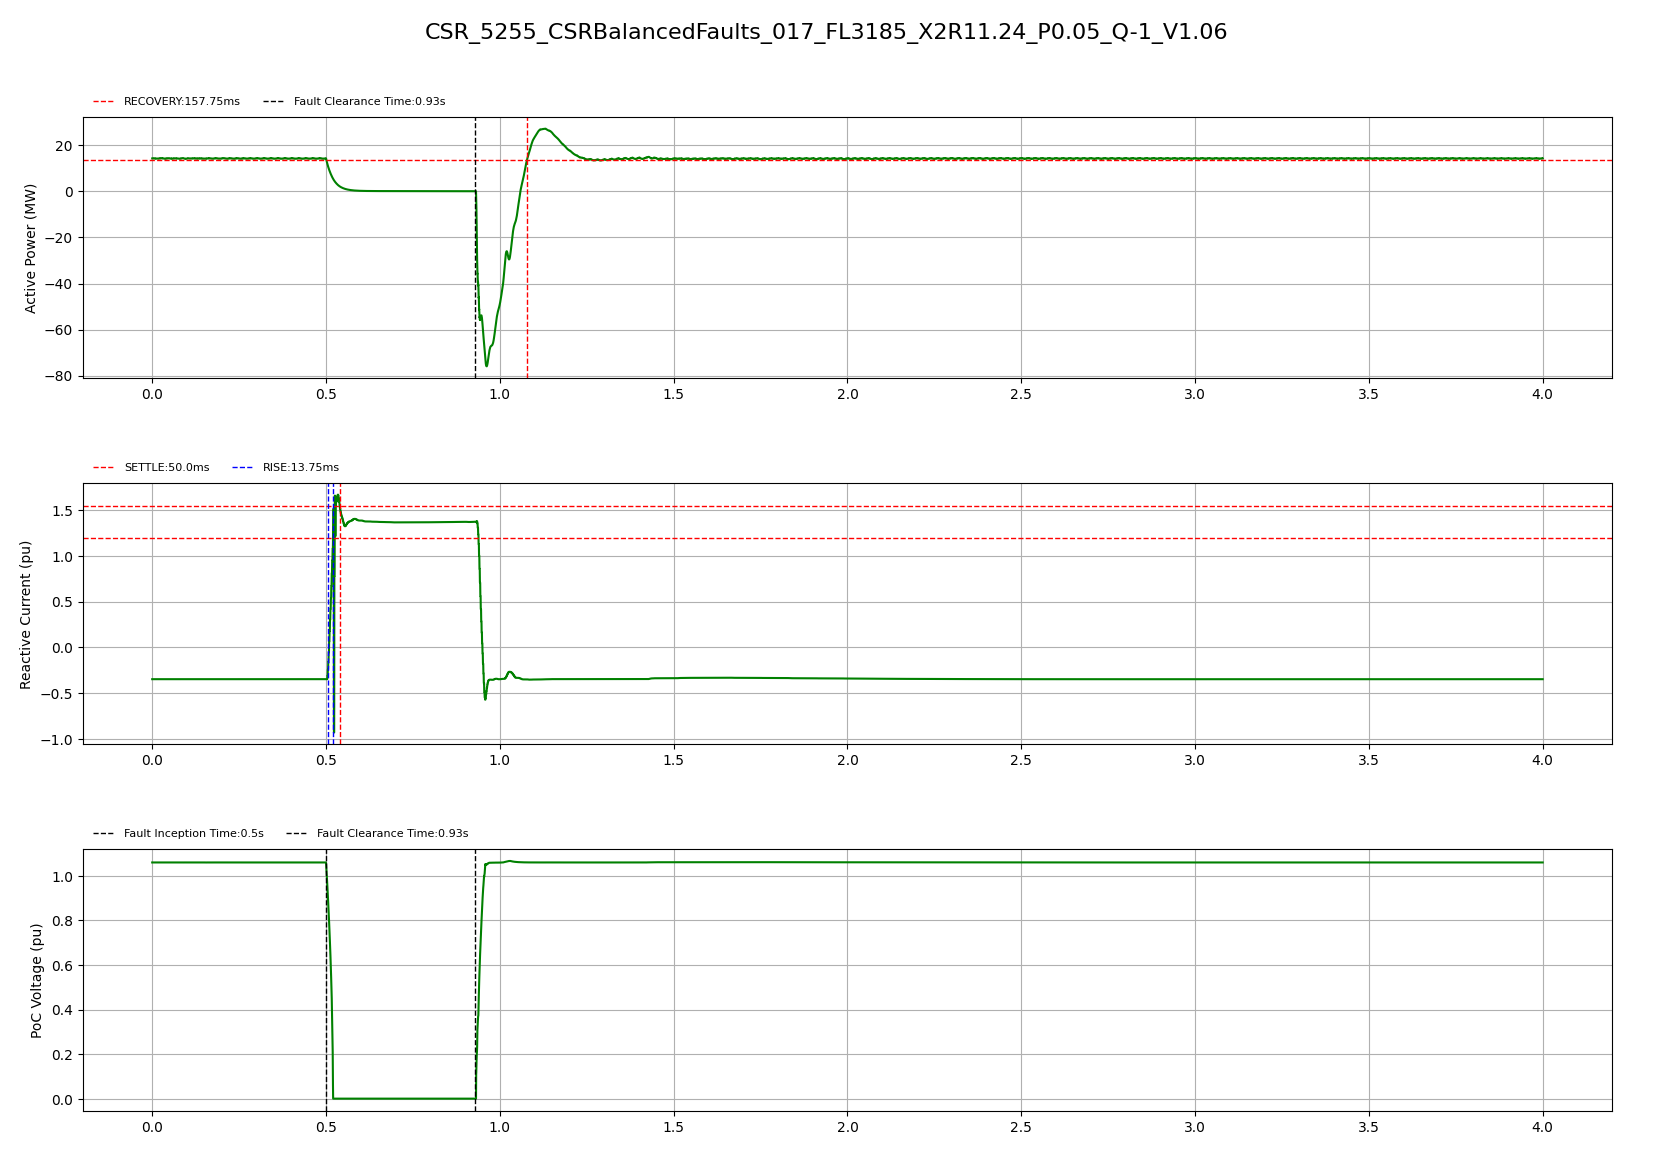 CSR_5255_CSRBalancedFaults_017_FL3185_X2R11.24_P0.05_Q-1_V1.06
RECOVERY:157.75ms Fault Clearance Time:0.93s
Active Power (MW)
20
0
−20
−40
−60
−80
0.0 0.5 1.0 1.5 2.0 2.5 3.0 3.5 4.0
SETTLE:50.0ms RISE:13.75ms
Reactive Current (pu)
1.5
1.0
0.5
0.0
−0.5
−1.0
0.0 0.5 1.0 1.5 2.0 2.5 3.0 3.5 4.0
Fault Inception Time:0.5s Fault Clearance Time:0.93s
PoC Voltage (pu)
1.0
0.8
0.6
0.4
0.2
0.0
0.0 0.5 1.0 1.5 2.0 2.5 3.0 3.5 4.0